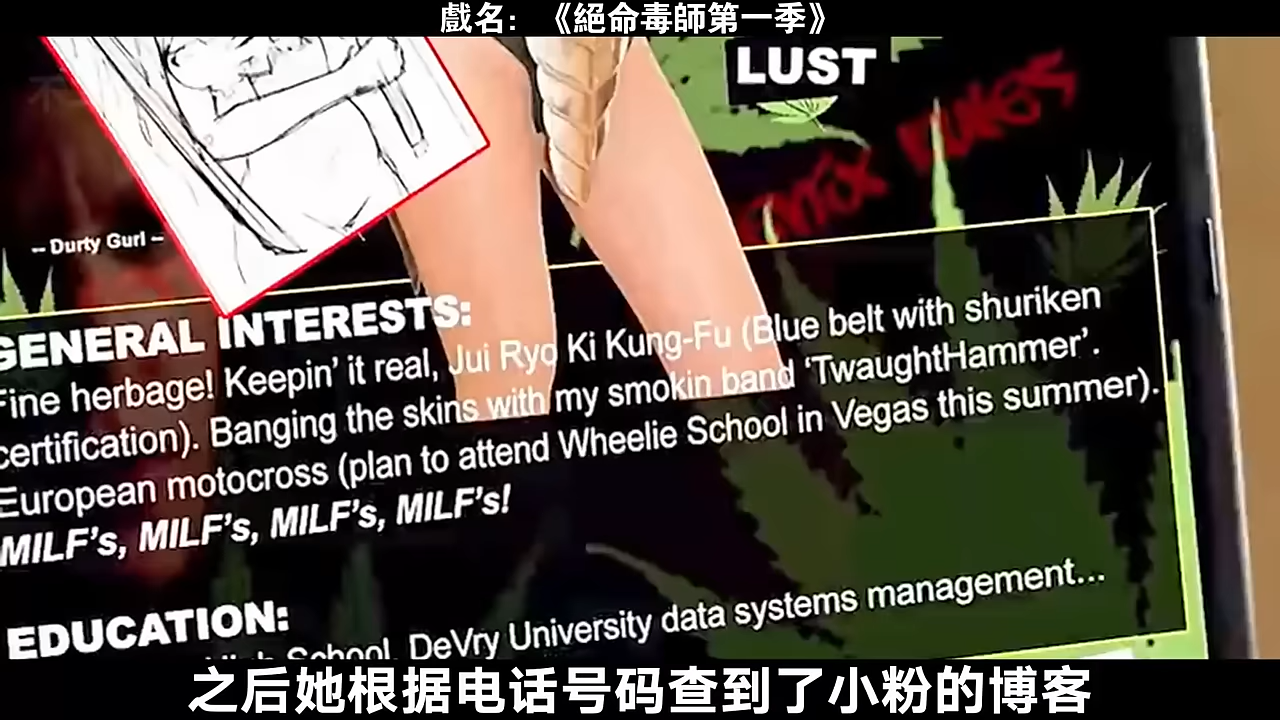 戲名：《絕命毒師第一季》
LUST
-- Durty Gurl --
GENERAL INTERESTS:
Fine herbage! Keepin' it real, Jui Ryo Ki Kung-Fu (Blue belt with shuriken
certification). Banging the skins with my smokin band 'TwaughtHammer'.
European motocross (plan to attend Wheelie School in Vegas this summer).
MILF's, MILF's, MILF's, MILF's!
EDUCATION:
High School, DeVry University data systems management...
之后她根据电话号码查到了小粉的博客